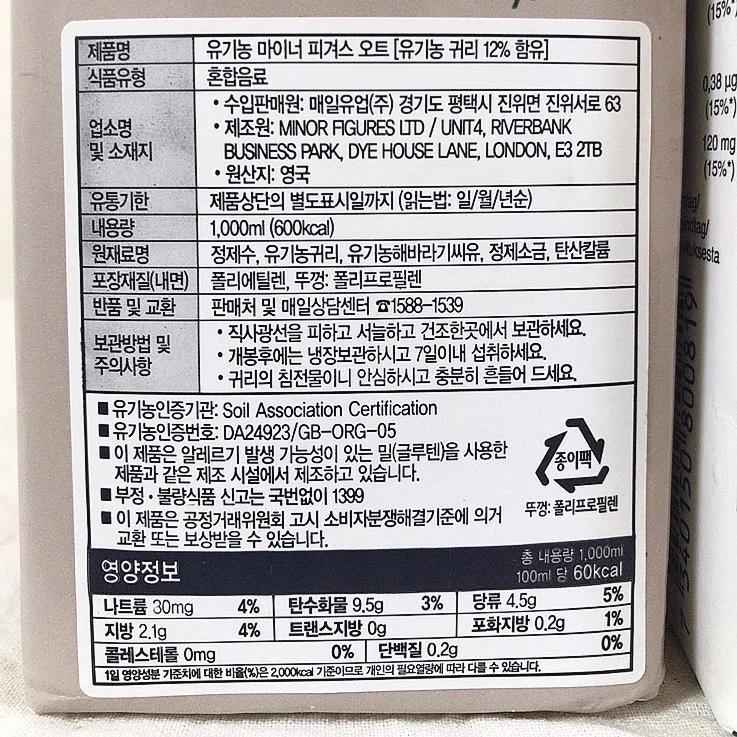 제품명 유기농 마이너 피겨스 오트 [유기농 귀리 12% 함유]
식품유형 혼합음료
업소명 및 소재지
• 수입판매원: 매일유업(주) 경기도 평택시 진위면 진위서로 63
• 제조원: MINOR FIGURES LTD / UNIT4, RIVERBANK
BUSINESS PARK, DYE HOUSE LANE, LONDON, E3 2TB
• 원산지: 영국
유통기한 제품상단의 별도표시일까지 (읽는법: 일/월/년순)
내용량 1,000ml (600kcal)
원재료명 정제수, 유기농귀리, 유기농해바라기씨유, 정제소금, 탄산칼륨
포장재질(내면) 폴리에틸렌, 뚜껑: 폴리프로필렌
반품 및 교환 판매처 및 매일상담센터 ☎1588-1539
보관방법 및 주의사항
• 직사광선을 피하고 서늘하고 건조한곳에서 보관하세요.
• 개봉후에는 냉장보관하시고 7일이내 섭취하세요.
• 귀리의 침전물이니 안심하시고 충분히 흔들어 드세요.
■ 유기농인증기관: Soil Association Certification
■ 유기농인증번호: DA24923/GB-ORG-05
■ 이 제품은 알레르기 발생 가능성이 있는 밀(글루텐)을 사용한
제품과 같은 제조 시설에서 제조하고 있습니다.
■ 부정·불량식품 신고는 국번없이 1399
■ 이 제품은 공정거래위원회 고시 소비자분쟁해결기준에 의거
교환 또는 보상받을 수 있습니다.
종이팩
뚜껑: 폴리프로필렌
영양정보
총 내용량 1,000ml
100ml 당 60kcal
나트륨 30mg 4% 탄수화물 9.5g 3% 당류 4.5g 5%
지방 2.1g 4% 트랜스지방 0g 포화지방 0.2g 1%
콜레스테롤 0mg 0% 단백질 0.2g 0%
1일 영양성분 기준치에 대한 비율(%)은 2,000kcal 기준이므로 개인의 필요열량에 따라 다를 수 있습니다.
(15%*)
0,38 µg
(15%*)
120 mg
(15%*)